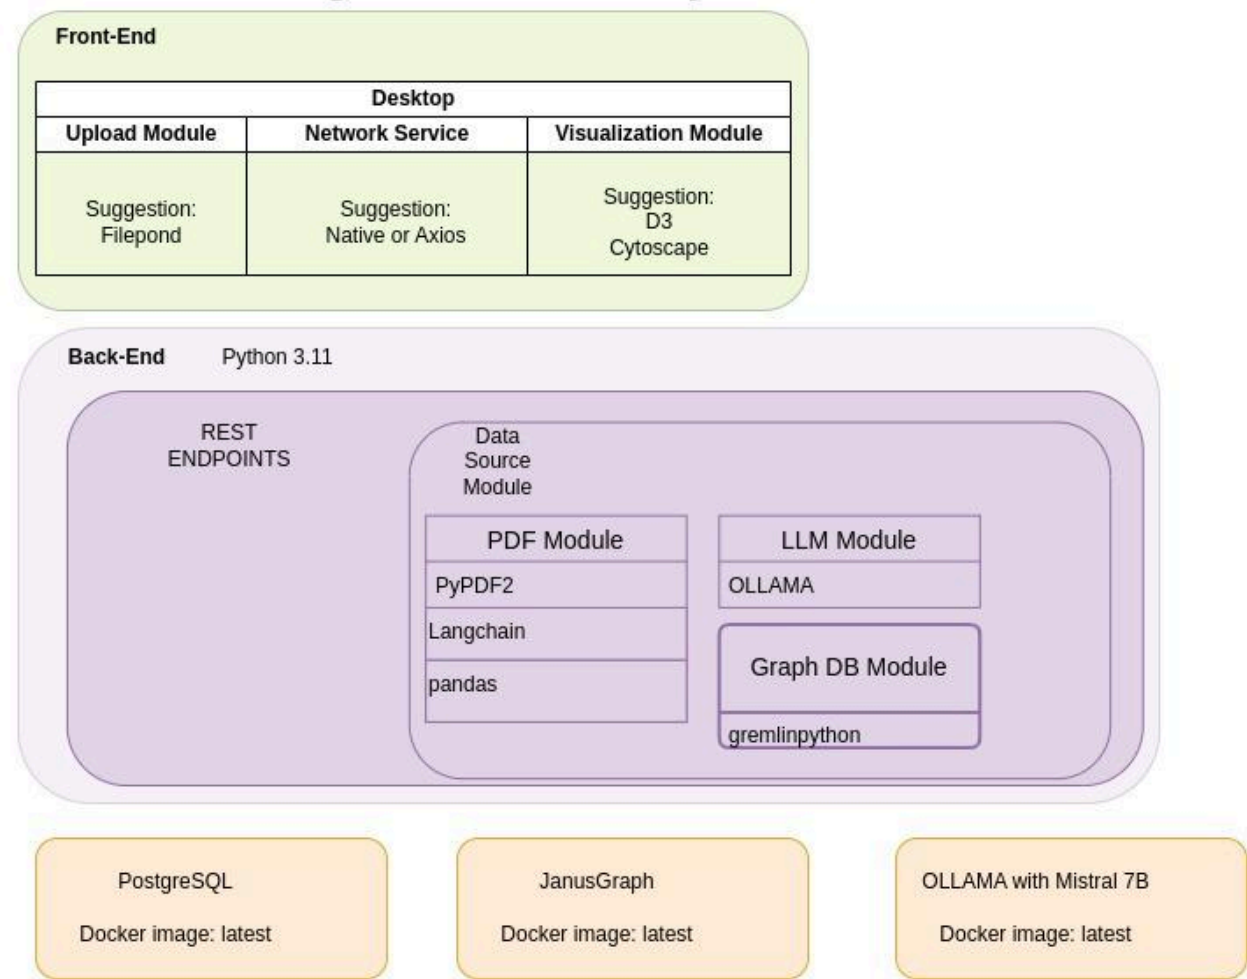 Front-End
Desktop
Upload Module
Network Service
Visualization Module
Suggestion:
Filepond
Suggestion:
Native or Axios
Suggestion:
D3
Cytoscape
Back-End
Python 3.11
REST
ENDPOINTS
Data
Source
Module
PDF Module
PyPDF2
Langchain
pandas
LLM Module
OLLAMA
Graph DB Module
gremlinpython
PostgreSQL
Docker image: latest
JanusGraph
Docker image: latest
OLLAMA with Mistral 7B
Docker image: latest